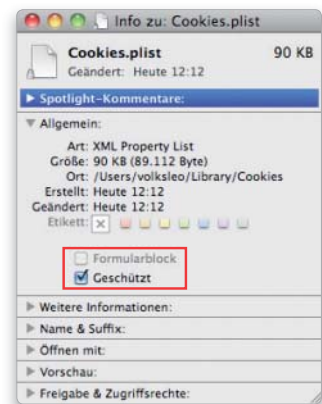 Info zu: Cookies.plist
Cookies.plist 90 KB
Geändert: Heute 12:12
Spotlight-Kommentare:
Allgemein:
Art: XML Property List
Größe: 90 KB (89.112 Byte)
Ort: /Users/volksleo/Library/Cookies
Erstellt: Heute 12:12
Geändert: Heute 12:12
Etikett:
Formularblock
Geschützt
Weitere Informationen:
Name & Suffix:
Öffnen mit:
Vorschau:
Freigabe & Zugriffsrechte: